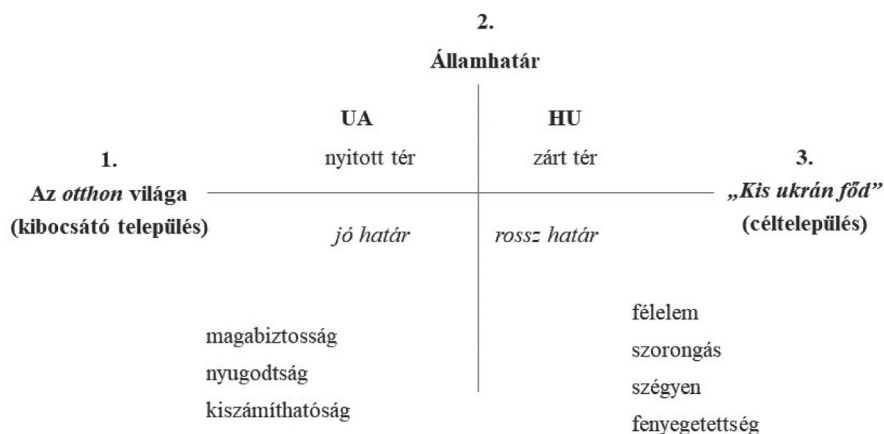 2.
Államhatár
UA
HU
nyitott tér
zárt tér
1.
Az otthon világa
(kibocsátó település)
3.
„Kis ukrán főd”
(céltelepülés)
jó határ
rossz határ
magabiztosság
nyugodtság
kiszámíthatóság
félelem
szorongás
szégyen
fenyegetettség